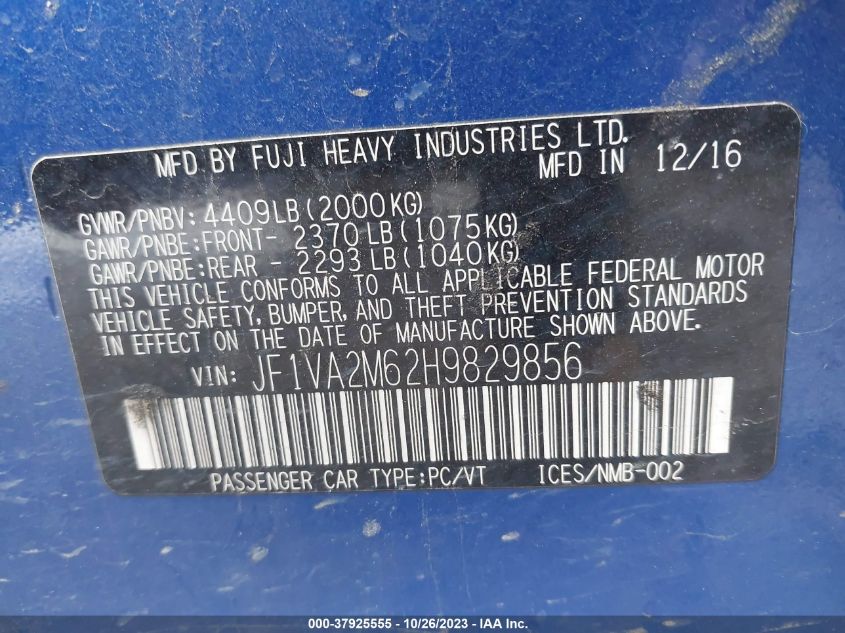 MFD BY FUJI HEAVY INDUSTRIES LTD.
MFD IN 12/16
GVWR/PNBV: 4409LB(2000KG)
GAWR/PNBE:FRONT- 2370LB(1075KG)
GAWR/PNBE:REAR - 2293LB(1040KG)
THIS VEHICLE CONFORMS TO ALL APPLICABLE FEDERAL MOTOR
VEHICLE SAFETY, BUMPER, AND THEFT PREVENTION STANDARDS
IN EFFECT ON THE DATE OF MANUFACTURE SHOWN ABOVE.
VIN: JF1VA2M62H9829856
PASSENGER CAR TYPE:PC/VT ICES/NMB-002
000-37925555 - 10/26/2023 - www.iaai.com